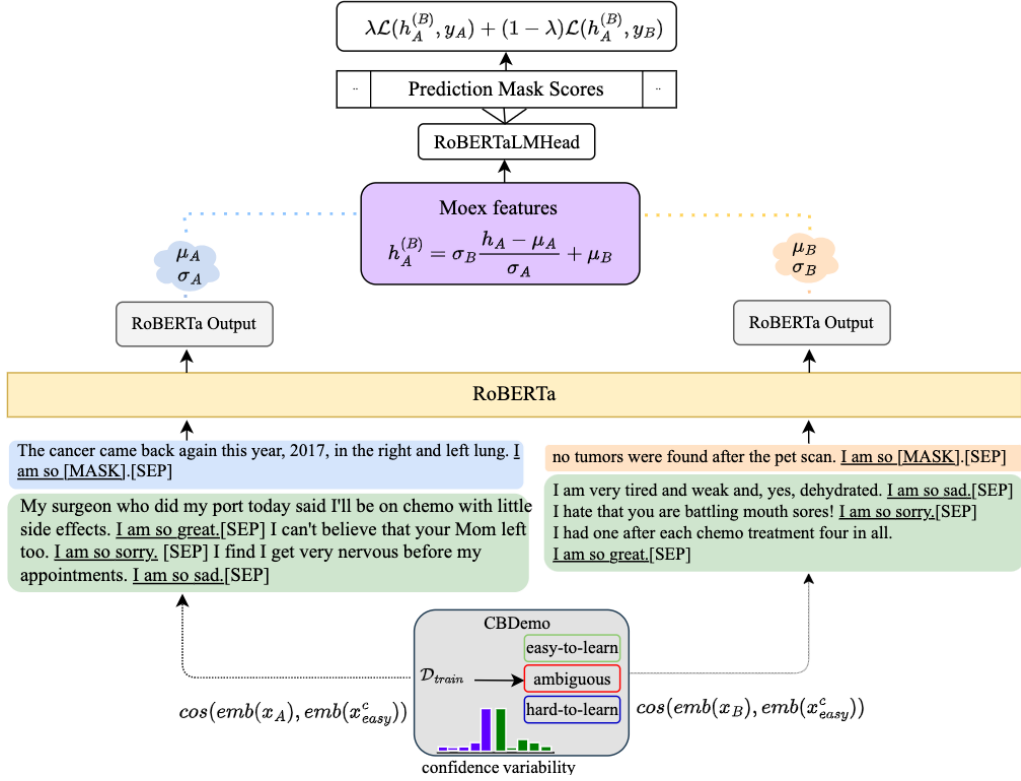 λℒ(h_A^{(B)}, y_A) + (1 − λ)ℒ(h_A^{(B)}, y_B)
..
Prediction Mask Scores
..
RoBERTaLMHead
Moex features
h_A^{(B)} = σ_B \frac{h_A − μ_A}{σ_A} + μ_B
μ_A
σ_A
μ_B
σ_B
RoBERTa Output
RoBERTa Output
RoBERTa
The cancer came back again this year, 2017, in the right and left lung. I
am so [MASK].[SEP]
no tumors were found after the pet scan. I am so [MASK].[SEP]
My surgeon who did my port today said I'll be on chemo with little
side effects. I am so great.[SEP] I can't believe that your Mom left
too. I am so sorry. [SEP] I find I get very nervous before my
appointments. I am so sad.[SEP]
I am very tired and weak and, yes, dehydrated. I am so sad.[SEP]
I hate that you are battling mouth sores! I am so sorry.[SEP]
I had one after each chemo treatment four in all.
I am so great.[SEP]
CBDemo
easy-to-learn
𝒟_{train}
ambiguous
hard-to-learn
cos(emb(x_A), emb(x_{easy}^c))
cos(emb(x_B), emb(x_{easy}^c))
confidence variability